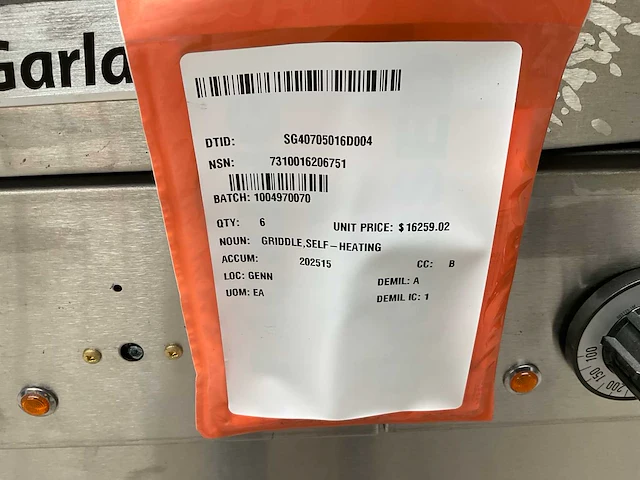 Garla
DTID: SG40705016D004
NSN: 7310016206751
BATCH: 1004970070
QTY: 6 UNIT PRICE: $16259.02
NOUN: GRIDDLE,SELF-HEATING
ACCUM: 202515 CC: B
LOC: GENN DEMIL: A
UOM: EA DEMIL IC: 1
100
150
200